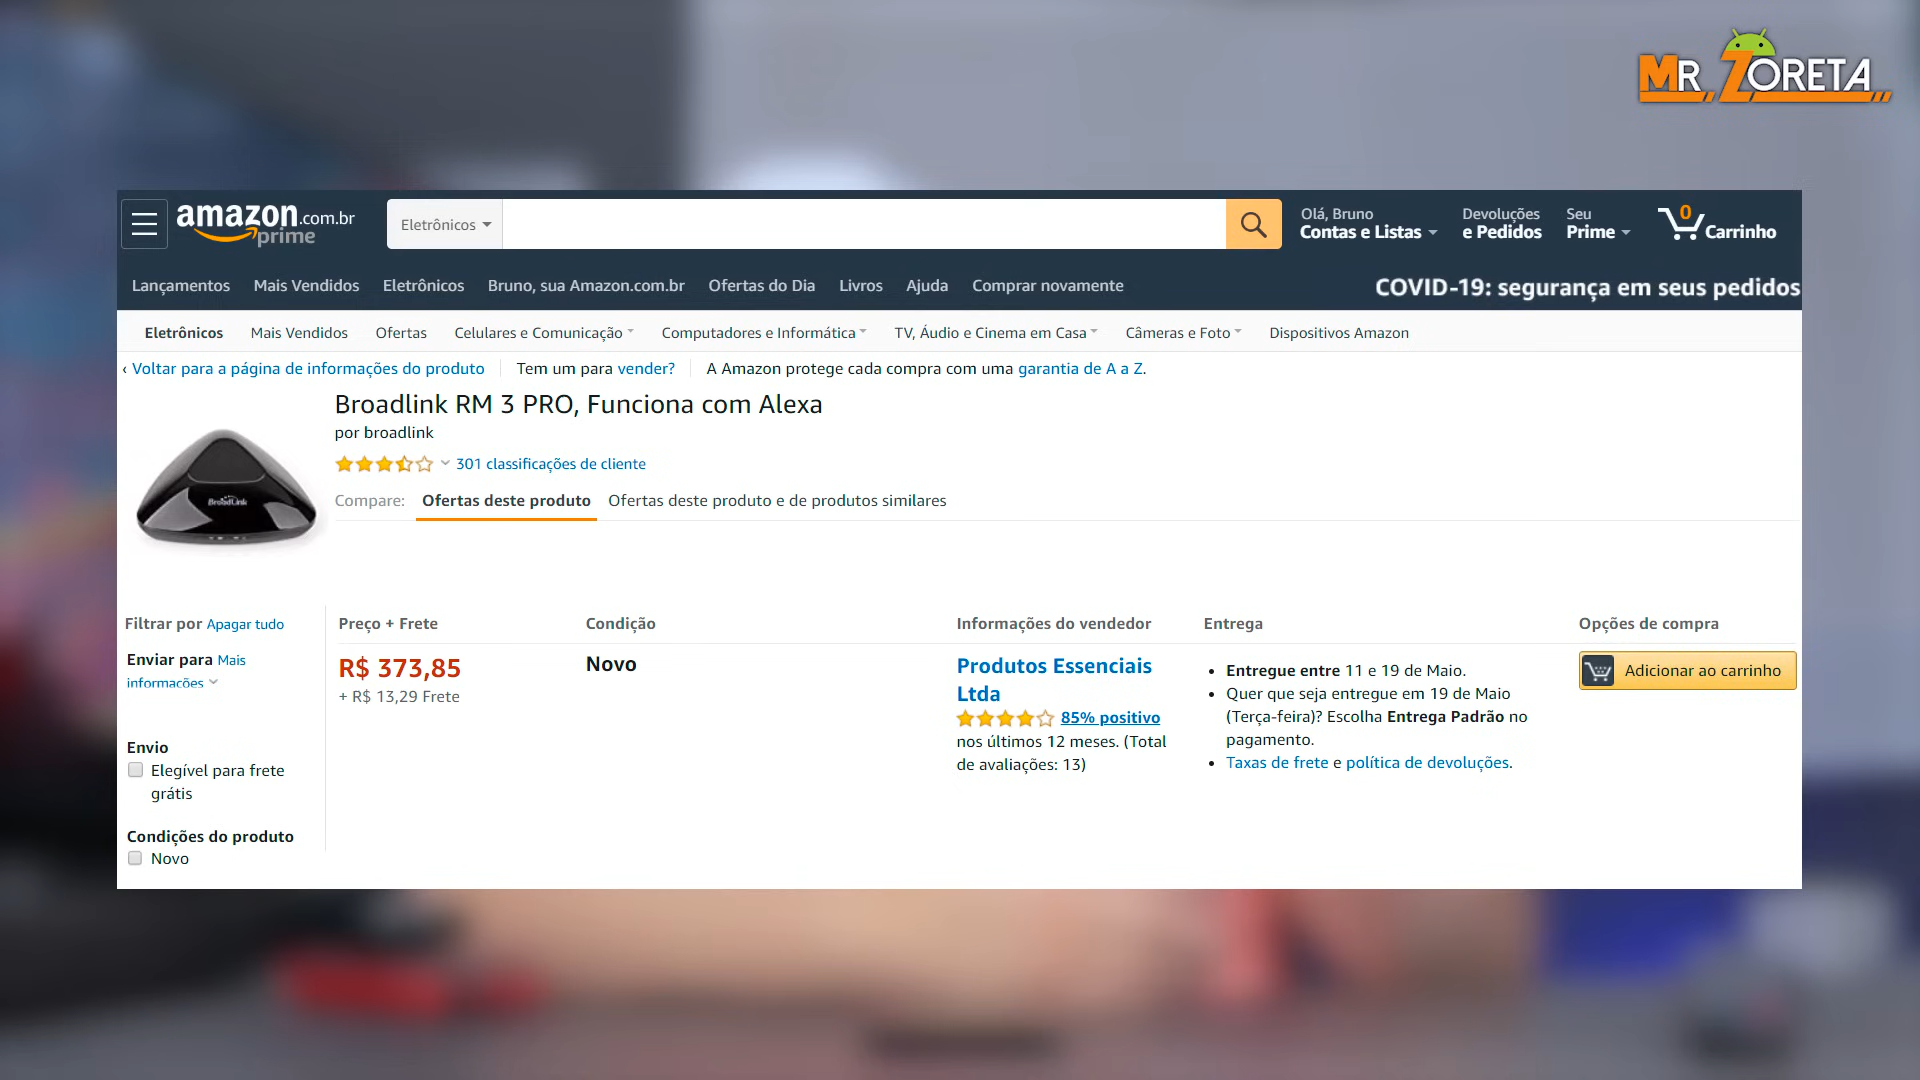 MR ZORETA
amazon.com.br
prime
Eletrônicos
Olá, Bruno
Contas e Listas
Devoluções
e Pedidos
Seu
Prime
0
Carrinho
Lançamentos Mais Vendidos Eletrônicos Bruno, sua Amazon.com.br Ofertas do Dia Livros Ajuda Comprar novamente
COVID-19: segurança em seus pedidos
Eletrônicos Mais Vendidos Ofertas Celulares e Comunicação Computadores e Informática TV, Áudio e Cinema em Casa Câmeras e Foto Dispositivos Amazon
‹ Voltar para a página de informações do produto Tem um para vender? A Amazon protege cada compra com uma garantia de A a Z.
Broadlink RM 3 PRO, Funciona com Alexa
por broadlink
301 classificações de cliente
Compare: Ofertas deste produto Ofertas deste produto e de produtos similares
BroadLink
Filtrar por Apagar tudo
Enviar para Mais
informações
Envio
Elegível para frete
grátis
Condições do produto
Novo
Preço + Frete
R$ 373,85
+ R$ 13,29 Frete
Condição
Novo
Informações do vendedor
Produtos Essenciais
Ltda
85% positivo
nos últimos 12 meses. (Total
de avaliações: 13)
Entrega
• Entregue entre 11 e 19 de Maio.
• Quer que seja entregue em 19 de Maio
(Terça-feira)? Escolha Entrega Padrão no
pagamento.
• Taxas de frete e política de devoluções.
Opções de compra
Adicionar ao carrinho